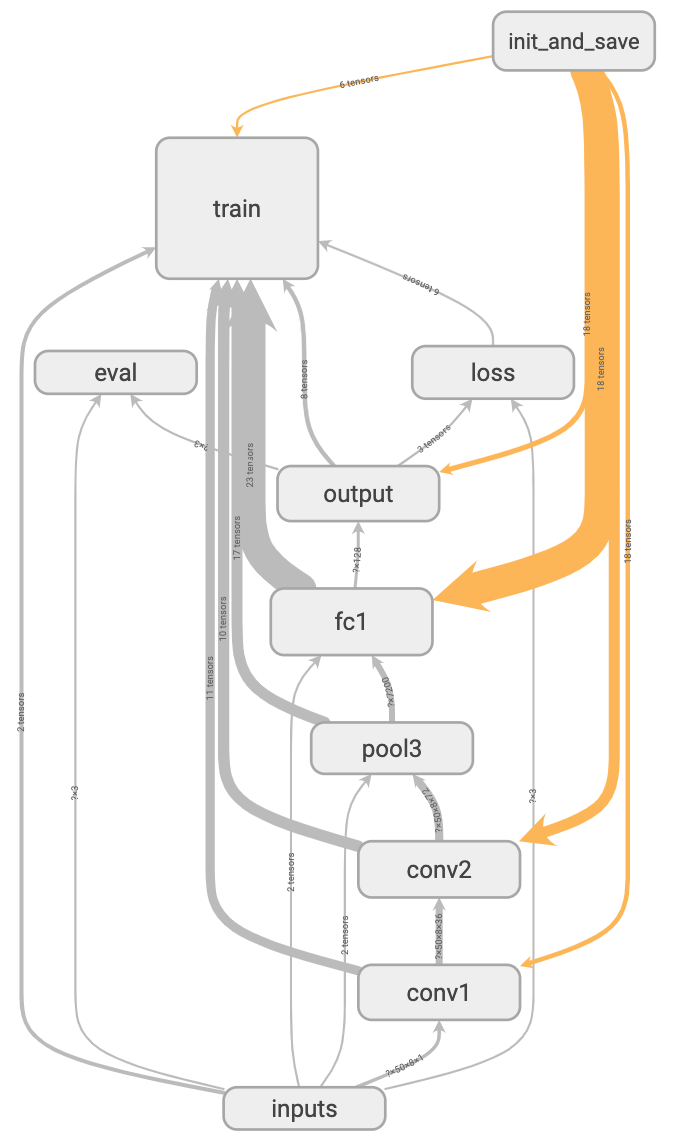 init_and_save
6 tensors
train
6 tensors
18 tensors
18 tensors
eval
loss
8 tensors
?×3
3 tensors
23 tensors
output
17 tensors
18 tensors
?×128
10 tensors
fc1
11 tensors
?×7200
2 tensors
pool3
?×3
?×3
?×50×8×72
conv2
2 tensors
2 tensors
?×50×8×36
conv1
?×50×8×1
inputs